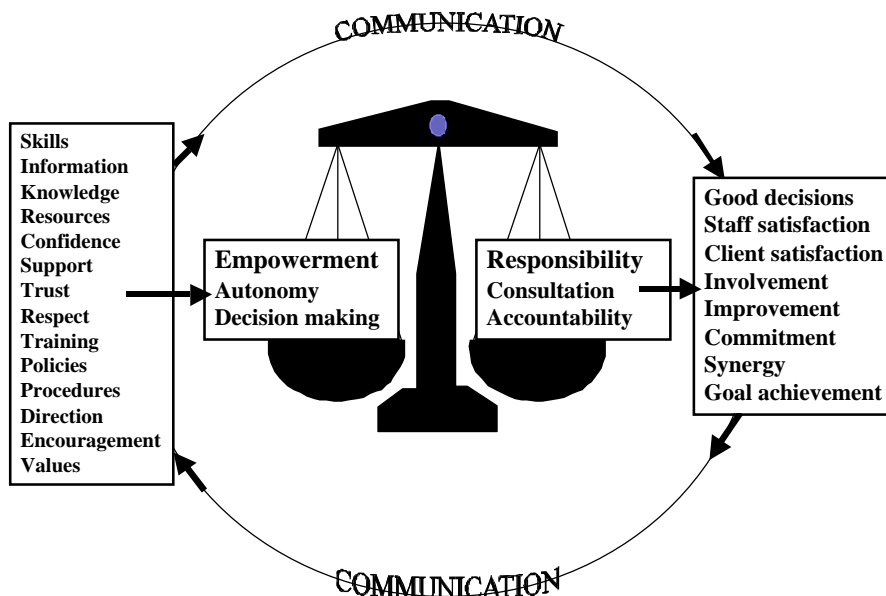 COMMUNICATION
Skills
Information
Knowledge
Resources
Confidence
Support
Trust
Respect
Training
Policies
Procedures
Direction
Encouragement
Values
Empowerment
Autonomy
Decision making
Responsibility
Consultation
Accountability
Good decisions
Staff satisfaction
Client satisfaction
Involvement
Improvement
Commitment
Synergy
Goal achievement
COMMUNICATION